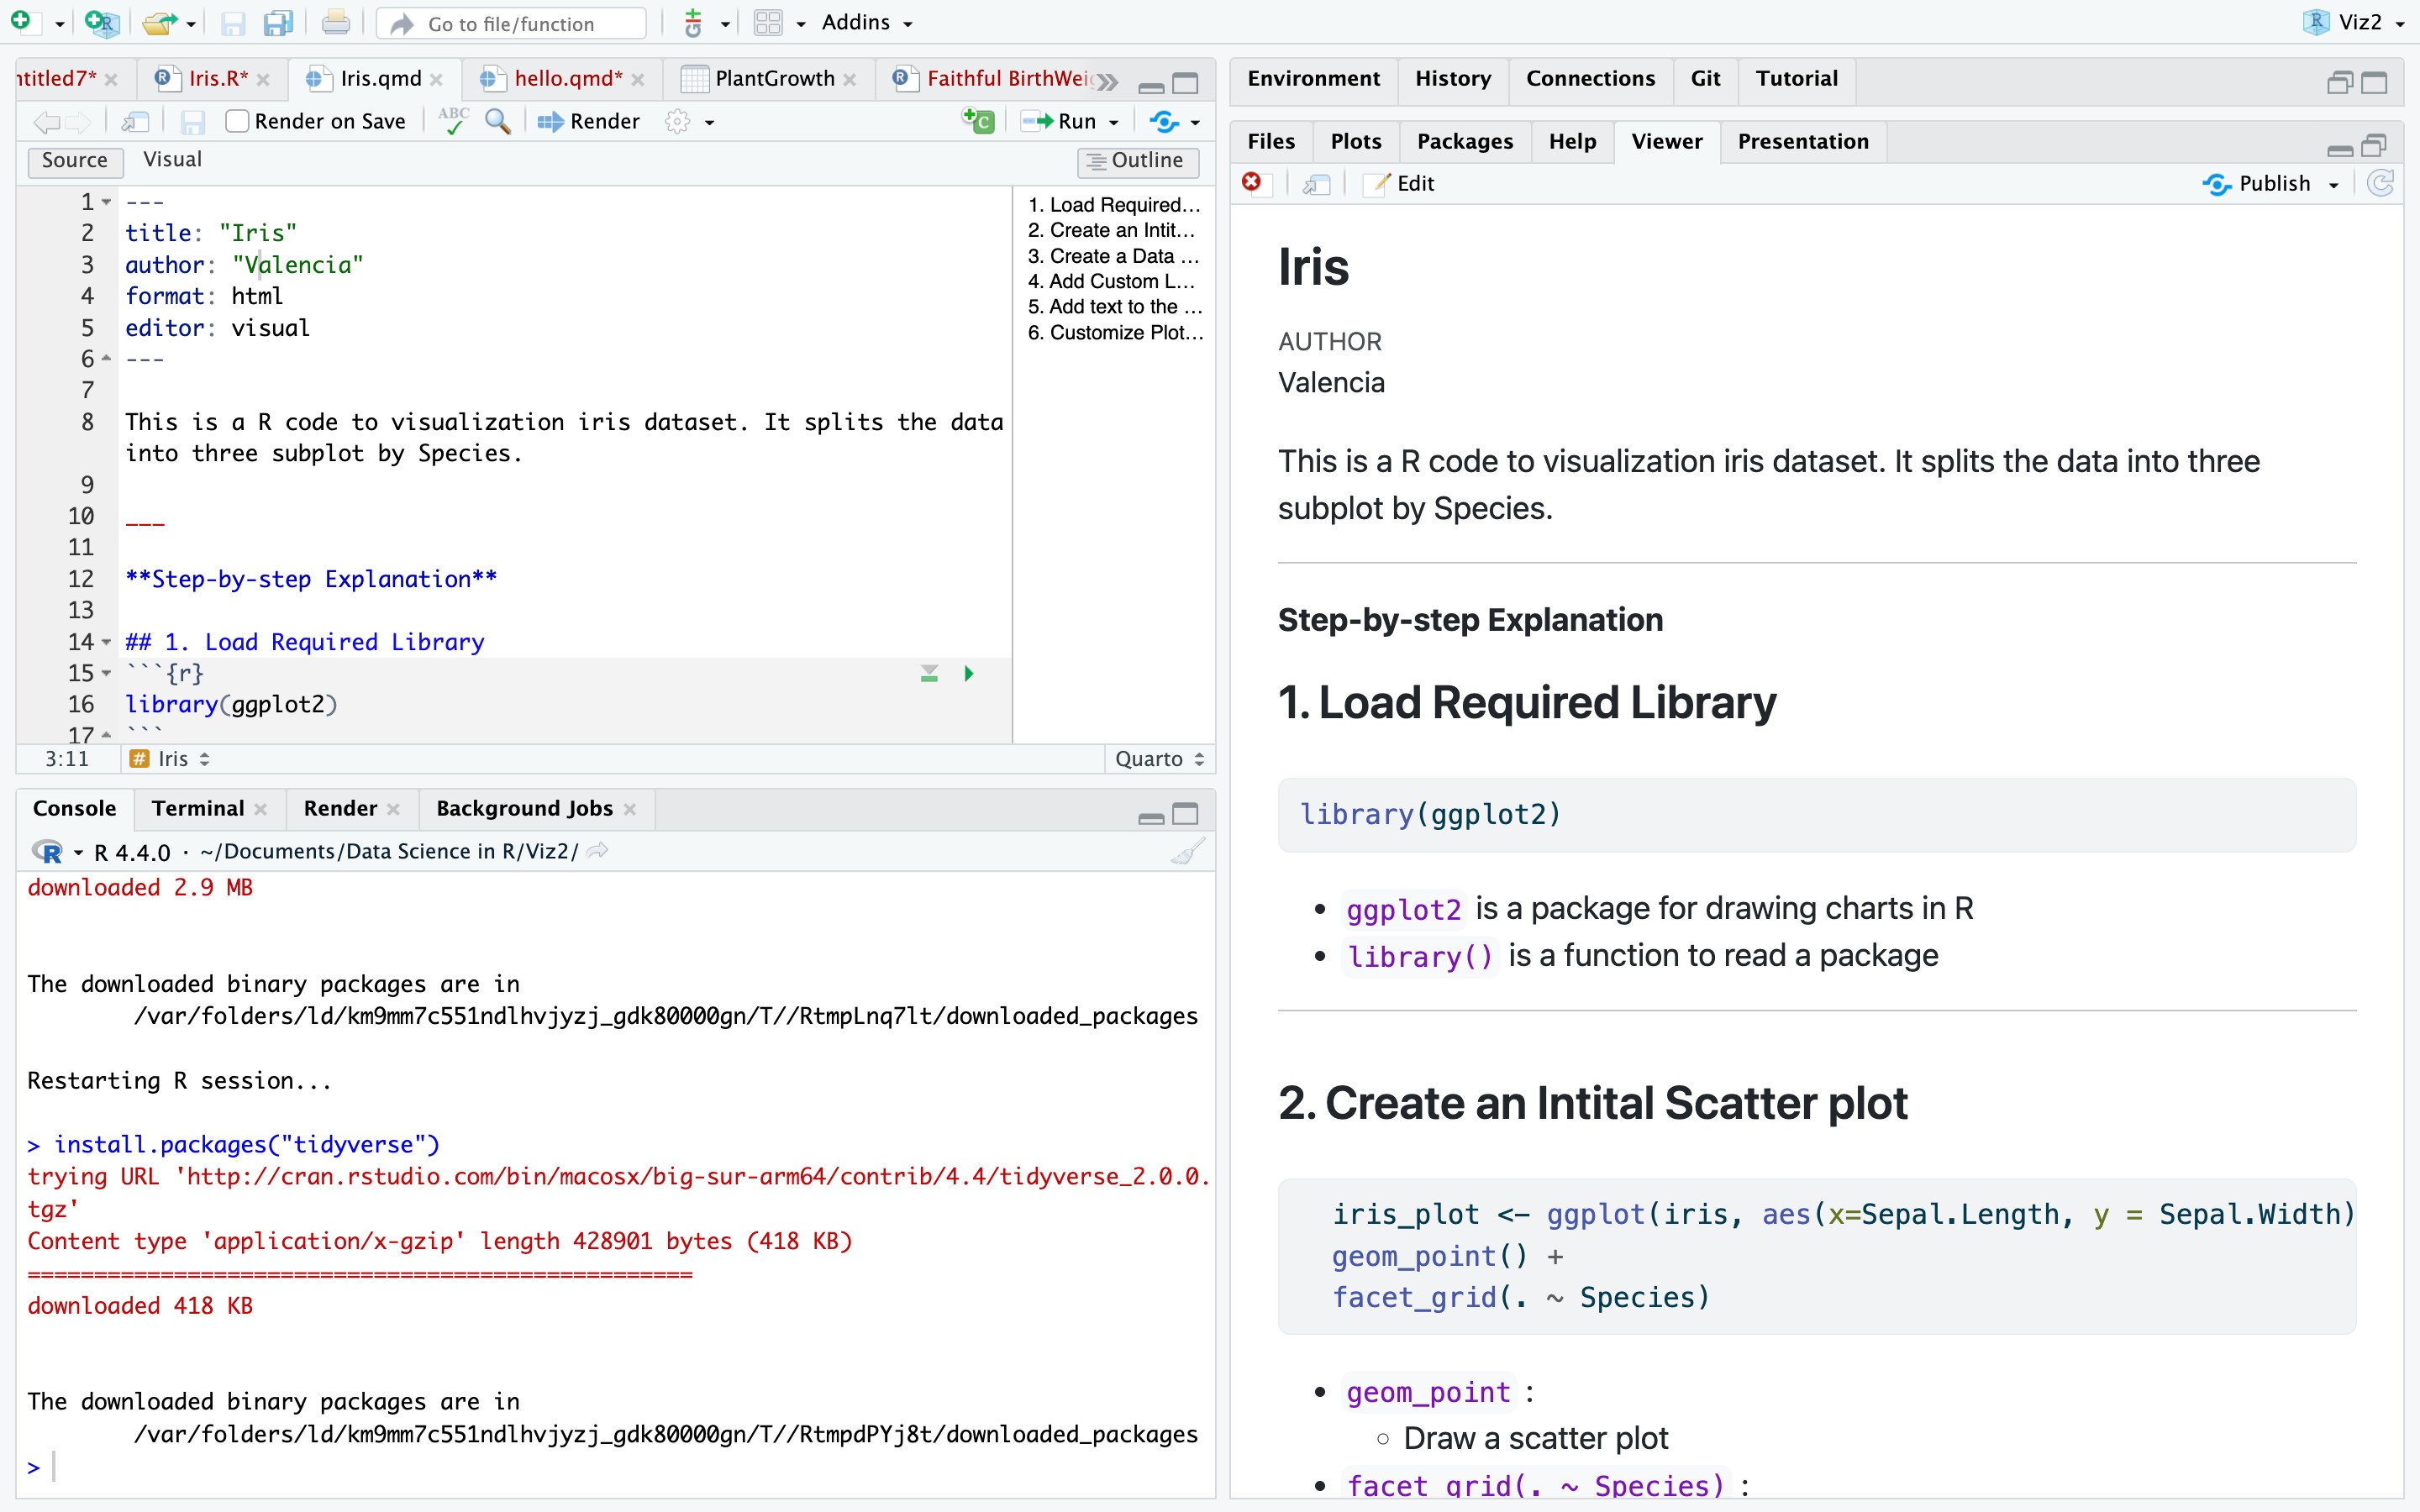 Go to file/function
Addins
Viz2
ntitled7*
Iris.R*
Iris.qmd
hello.qmd*
PlantGrowth
Faithful BirthWei
Render on Save
ABC
Render
Run
Source
Visual
Outline
1 ---
2 title: "Iris"
3 author: "Valencia"
4 format: html
5 editor: visual
6 ---
7
8 This is a R code to visualization iris dataset. It splits the data
into three subplot by Species.
9
10 ___
11
12 **Step-by-step Explanation**
13
14 ## 1. Load Required Library
15 ```{r}
16 library(ggplot2)
17 ```
1. Load Required...
2. Create an Intit...
3. Create a Data ...
4. Add Custom L...
5. Add text to the ...
6. Customize Plot...
3:11
# Iris
Quarto
Console
Terminal
Render
Background Jobs
R 4.4.0 · ~/Documents/Data Science in R/Viz2/
downloaded 2.9 MB
The downloaded binary packages are in
/var/folders/ld/km9mm7c551ndlhvjyzj_gdk80000gn/T//RtmpLnq7lt/downloaded_packages
Restarting R session...
> install.packages("tidyverse")
trying URL 'http://cran.rstudio.com/bin/macosx/big-sur-arm64/contrib/4.4/tidyverse_2.0.0.
tgz'
Content type 'application/x-gzip' length 428901 bytes (418 KB)
==================================================
downloaded 418 KB
The downloaded binary packages are in
/var/folders/ld/km9mm7c551ndlhvjyzj_gdk80000gn/T//RtmpdPYj8t/downloaded_packages
>
Environment
History
Connections
Git
Tutorial
Files
Plots
Packages
Help
Viewer
Presentation
Edit
Publish
Iris
AUTHOR
Valencia
This is a R code to visualization iris dataset. It splits the data into three
subplot by Species.
Step-by-step Explanation
1. Load Required Library
library(ggplot2)
• ggplot2 is a package for drawing charts in R
• library() is a function to read a package
2. Create an Intital Scatter plot
iris_plot <- ggplot(iris, aes(x=Sepal.Length, y = Sepal.Width)
geom_point() +
facet_grid(. ~ Species)
• geom_point :
◦ Draw a scatter plot
• facet_grid(. ~ Species) :